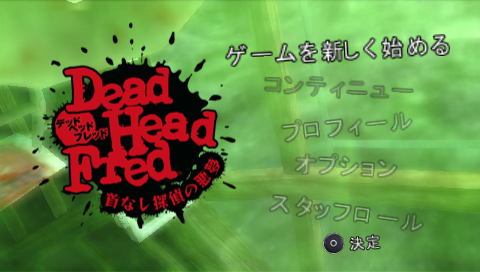 Dead
Head
Fred
デッド
ヘッド
フレッド
首なし探偵の悪夢
ゲームを新しく始める
コンティニュー
プロフィール
オプション
スタッフロール
決定